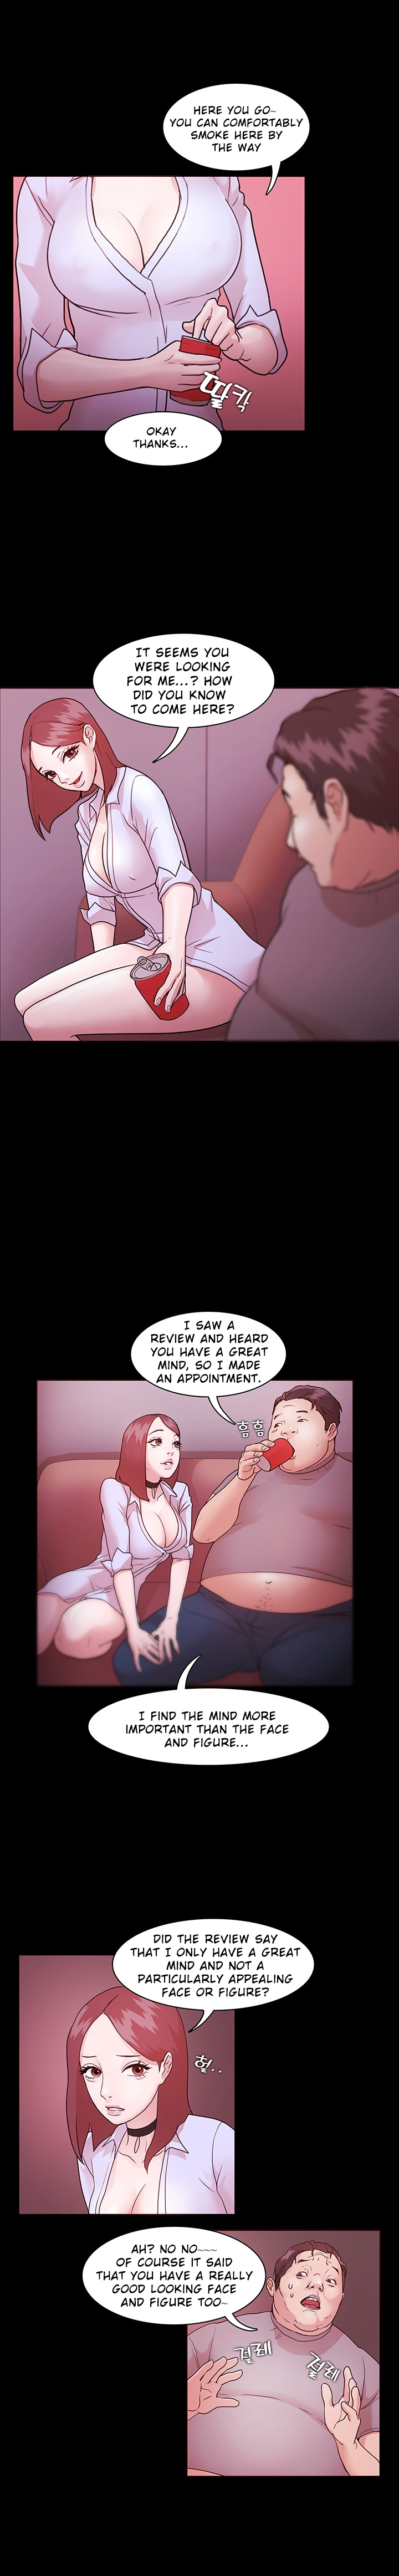 HERE YOU GO~
YOU CAN COMFORTABLY
SMOKE HERE BY
THE WAY
OKAY
THANKS...
IT SEEMS YOU
WERE LOOKING
FOR ME...? HOW
DID YOU KNOW
TO COME HERE?
I SAW A
REVIEW AND HEARD
YOU HAVE A GREAT
MIND, SO I MADE
AN APPOINTMENT.
흠흠
I FIND THE MIND MORE
IMPORTANT THAN THE FACE
AND FIGURE...
DID THE REVIEW SAY
THAT I ONLY HAVE A GREAT
MIND AND NOT A
PARTICULARLY APPEALING
FACE OR FIGURE?
헐..
AH? NO NO~~~
OF COURSE IT SAID
THAT YOU HAVE A REALLY
GOOD LOOKING FACE
AND FIGURE TOO~
걸레
걸레